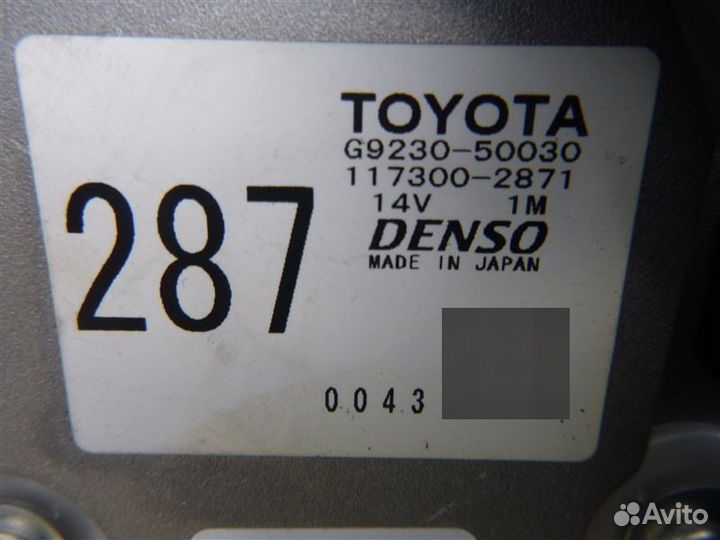 287
TOYOTA
G9230-50030
117300-2871
14V 1M
DENSO
MADE IN JAPAN
0043
Avito